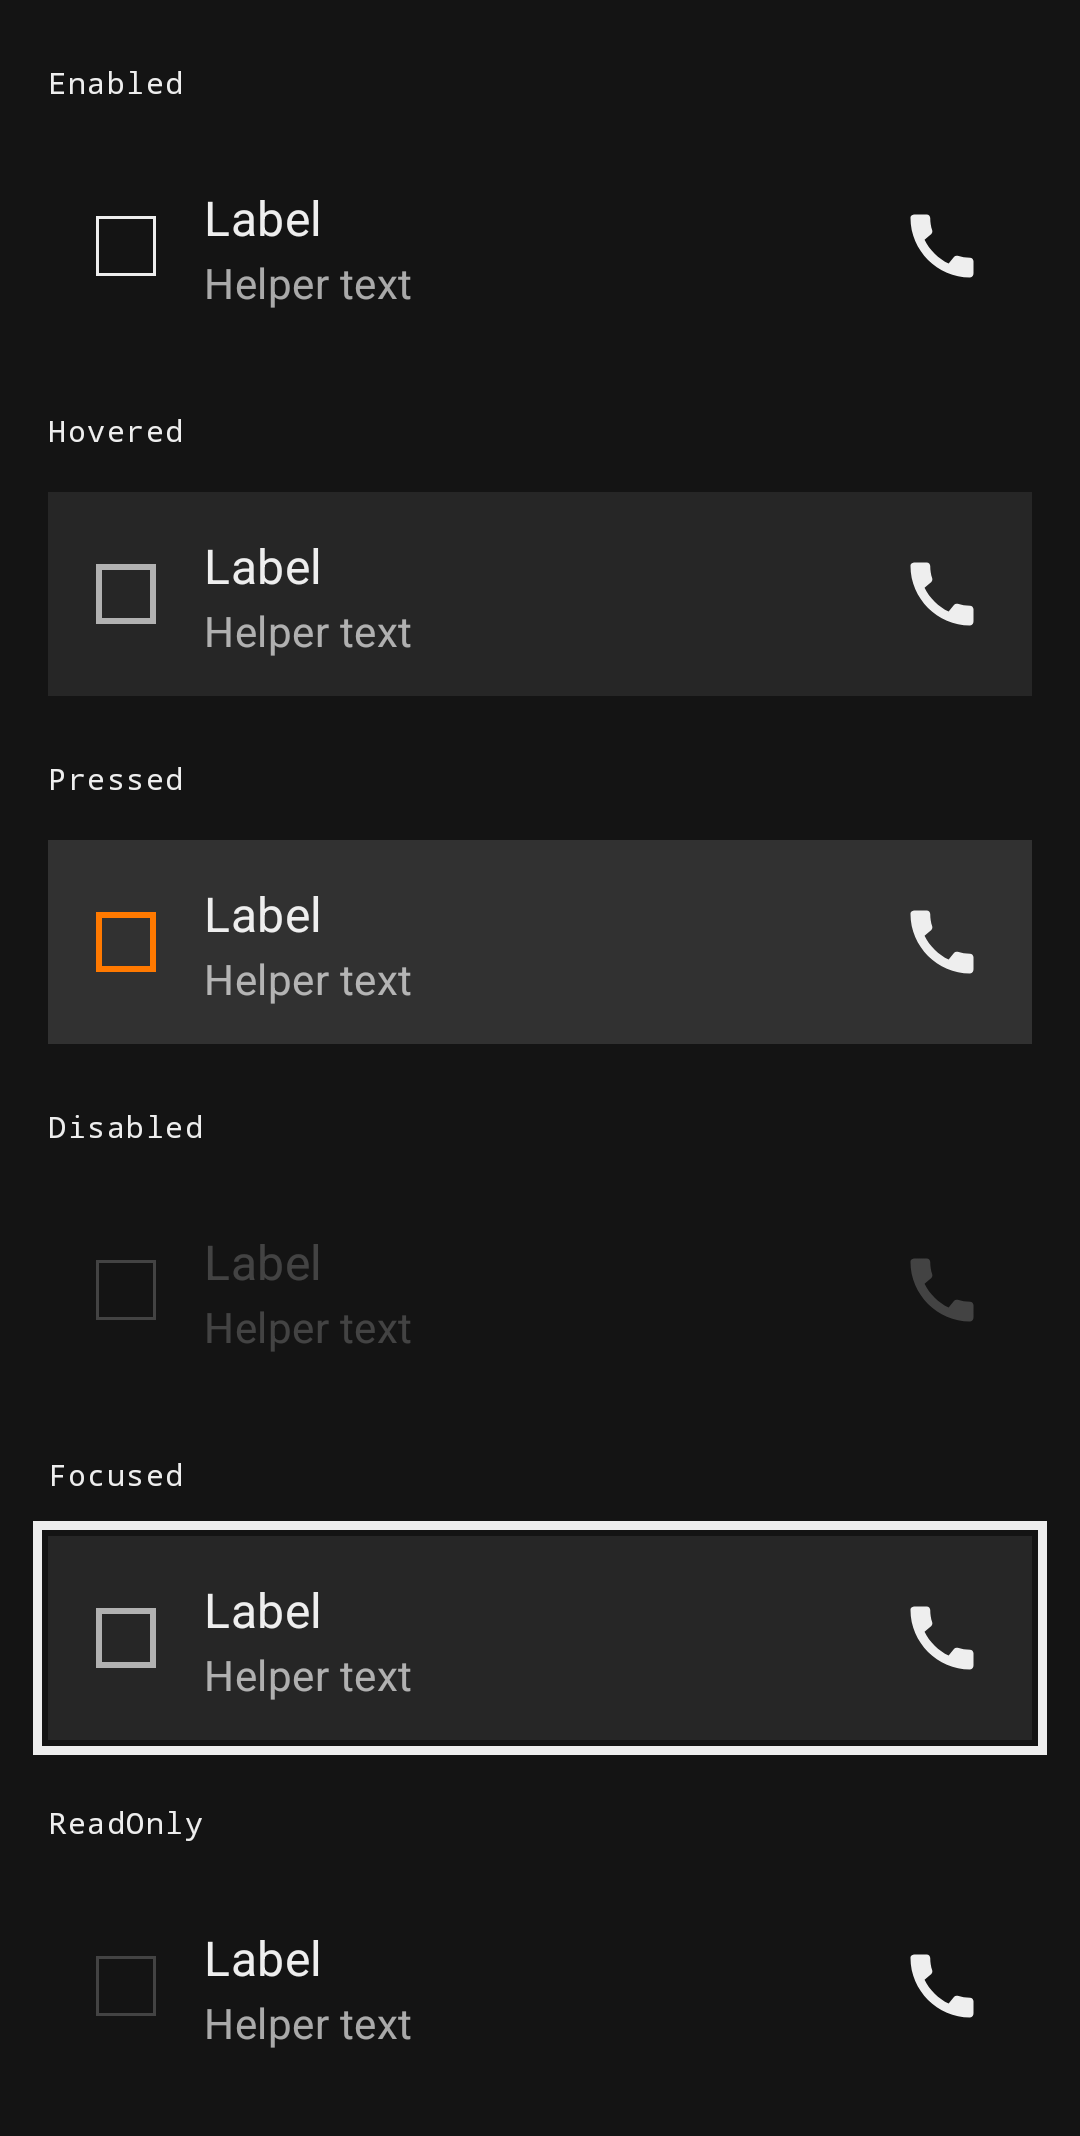 Enabled
Label
Helper text
Hovered
Label
Helper text
Pressed
Label
Helper text
Disabled
Label
Helper text
Focused
Label
Helper text
ReadOnly
Label
Helper text